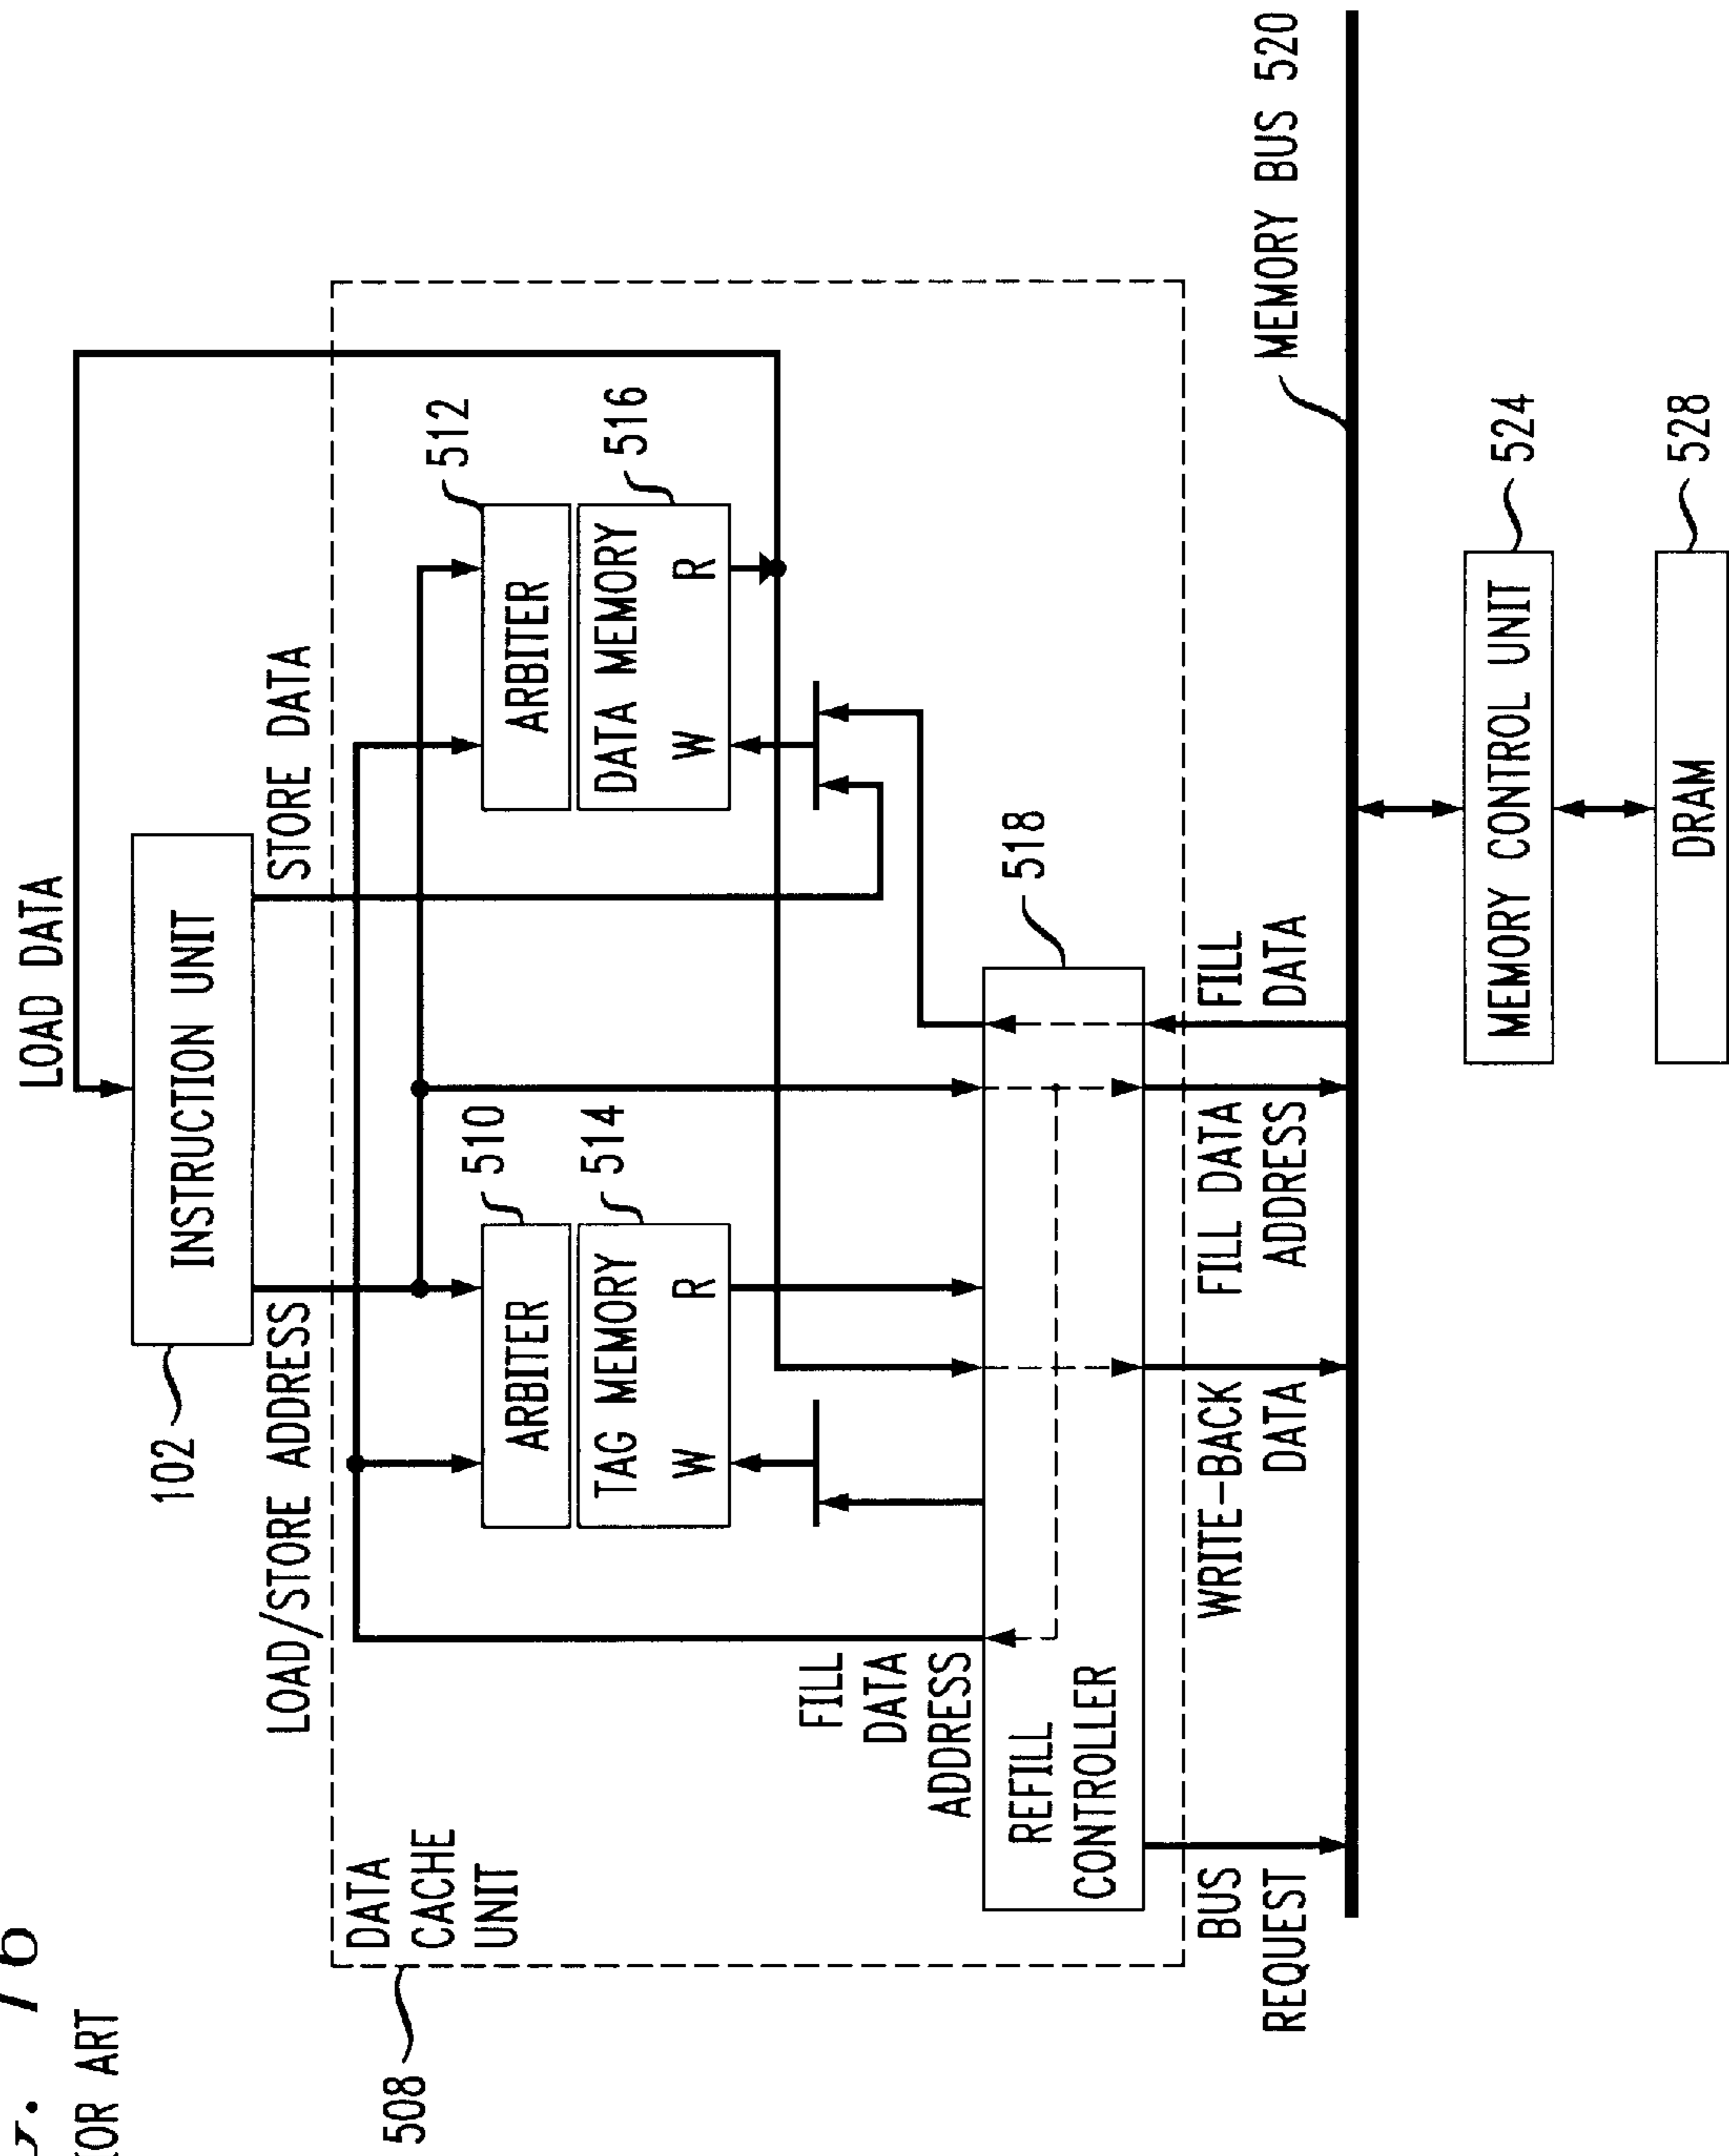 16
ART
LOAD DATA
INSTRUCTION UNIT
102
LOAD/STORE ADDRESS
STORE DATA
DATA
CACHE
UNIT
508
ARBITER
510
TAG MEMORY
W R
514
ARBITER
512
DATA MEMORY
W R
516
FILL
DATA
ADDRESS
REFILL
CONTROLLER
518
BUS
REQUEST
WRITE-BACK
DATA
FILL DATA
ADDRESS
FILL
DATA
MEMORY BUS 520
MEMORY CONTROL UNIT
524
DRAM
528